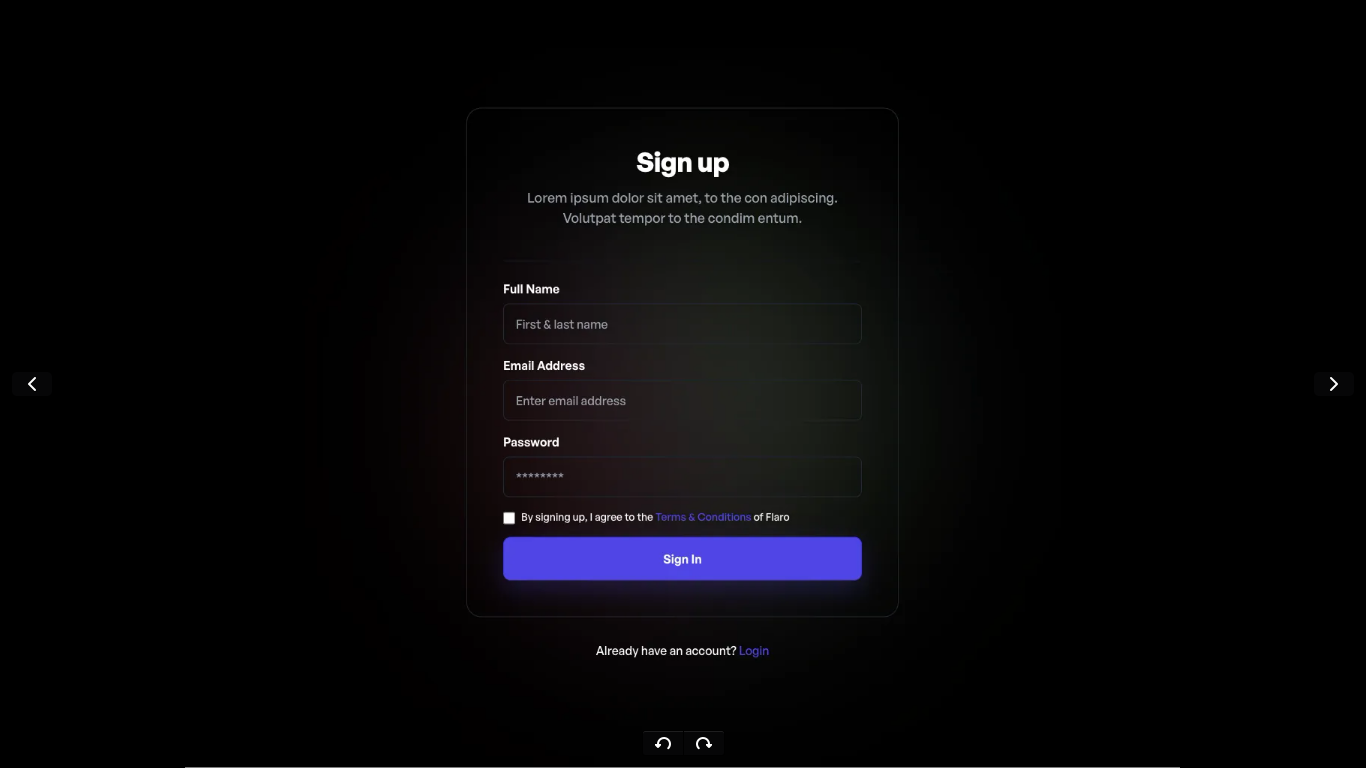 Sign up
Lorem ipsum dolor sit amet, to the con adipiscing.
Volutpat tempor to the condim entum.
Full Name
First & last name
Email Address
Enter email address
Password
********
By signing up, I agree to the Terms & Conditions of Flaro
Sign In
Already have an account? Login